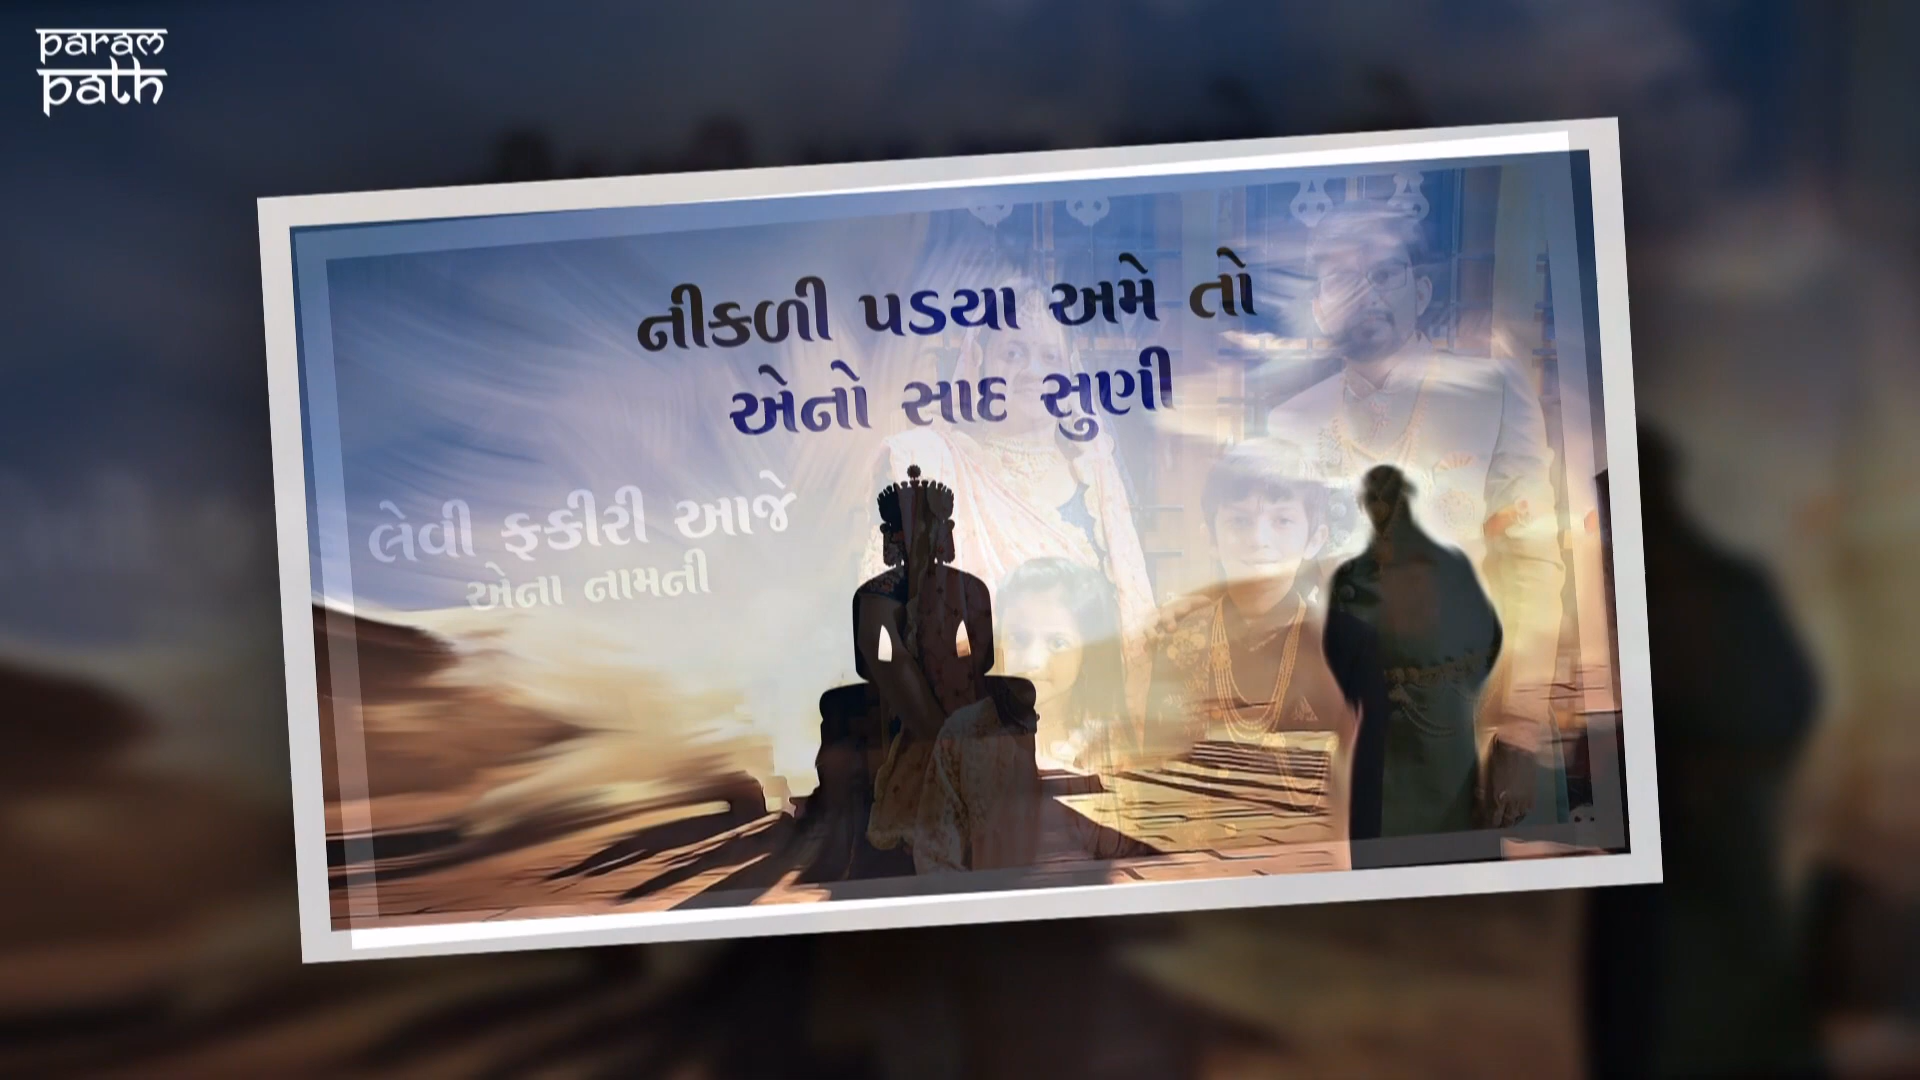 param
path
નીકળી પડયા અમે તો
એનો સાદ સુણી
લેવી ફકીરી આજે
એના નામની